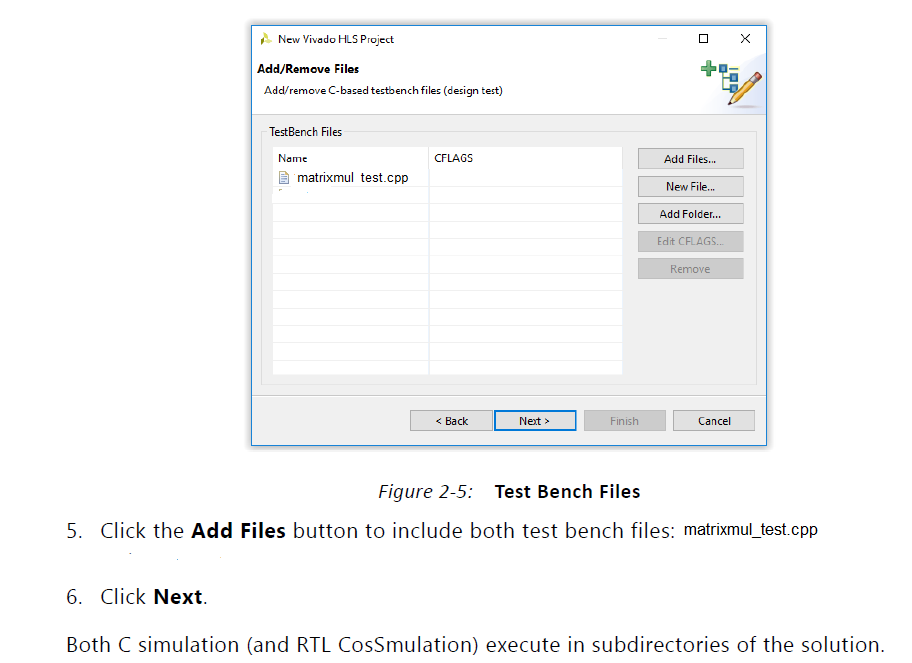 New Vivado HLS Project
Add/Remove Files
Add/remove C-based testbench files (design test)
TestBench Files
Name CFLAGS
matrixmul test.cpp
Add Files...
New File...
Add Folder...
Edit CFLAGS...
Remove
< Back Next > Finish Cancel
Figure 2-5: Test Bench Files
5. Click the Add Files button to include both test bench files: matrixmul_test.cpp
6. Click Next.
Both C simulation (and RTL CosSmulation) execute in subdirectories of the solution.